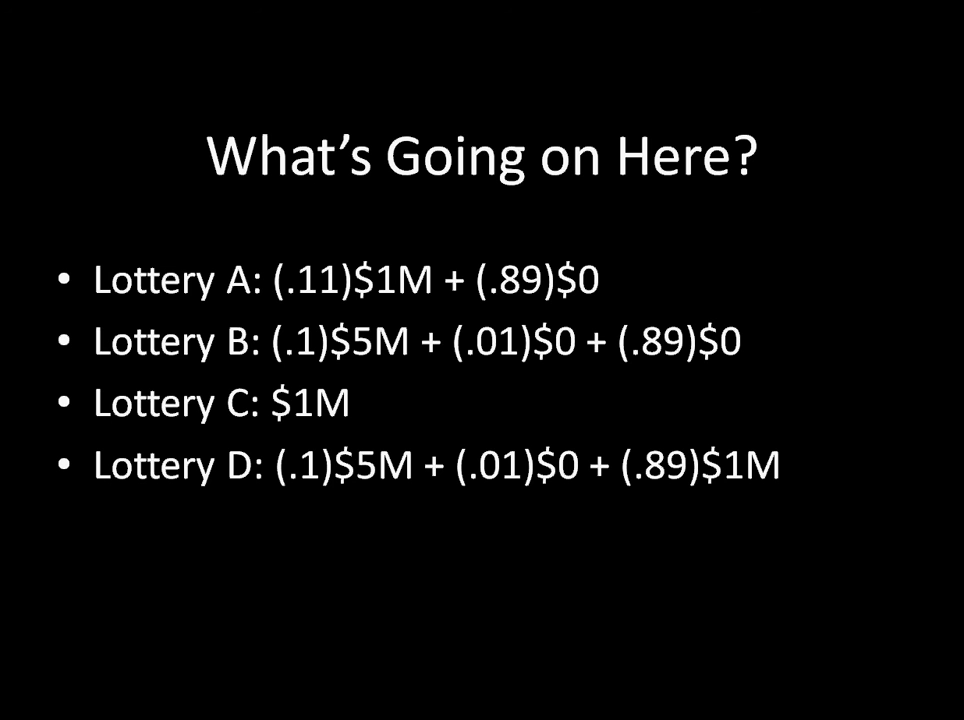 What’s Going on Here?
• Lottery A: (.11)$1M + (.89)$0
• Lottery B: (.1)$5M + (.01)$0 + (.89)$0
• Lottery C: $1M
• Lottery D: (.1)$5M + (.01)$0 + (.89)$1M